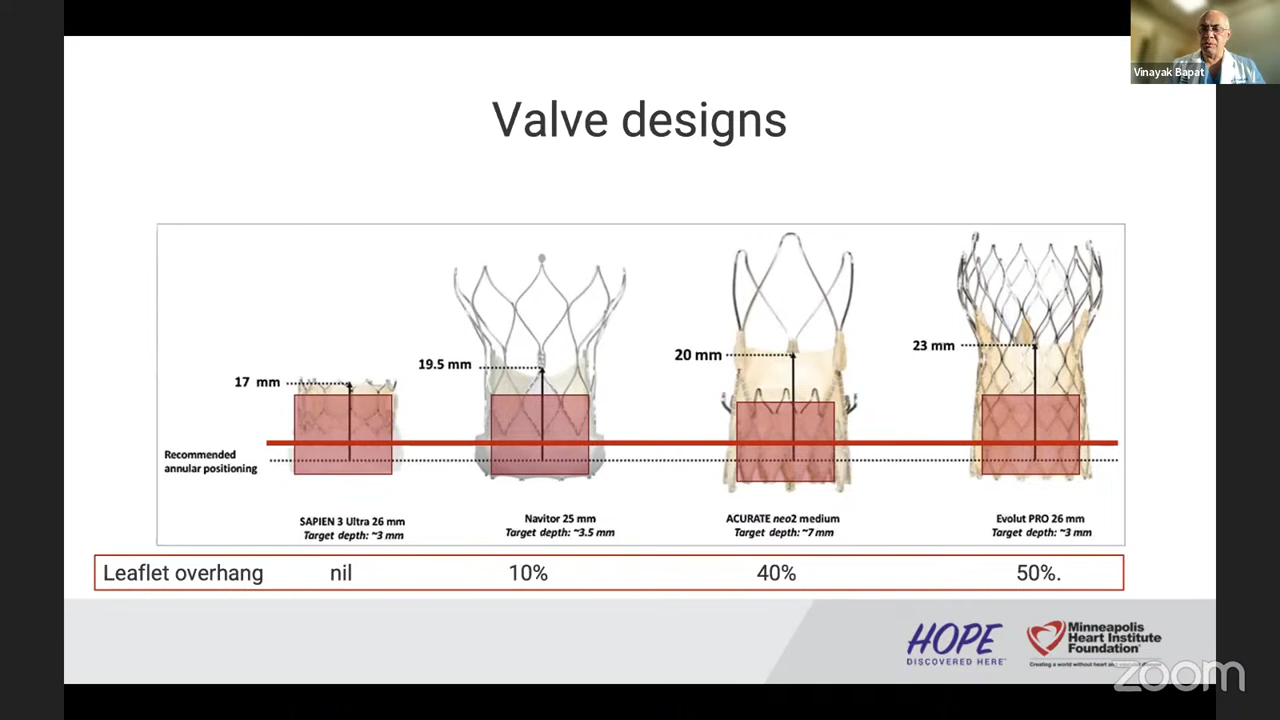 Vinayak Bapat
Valve designs
17 mm
19.5 mm
20 mm
23 mm
Recommended
annular positioning
SAPIEN 3 Ultra 26 mm
Target depth: ~3 mm
Navitor 25 mm
Target depth: ~3.5 mm
ACURATE neo2 medium
Target depth: ~7 mm
Evolut PRO 26 mm
Target depth: ~3 mm
Leaflet overhang nil 10% 40% 50%.
HOPE
DISCOVERED HERE™
Minneapolis
Heart Institute
Foundation®
Creating a world without heart and
zoom